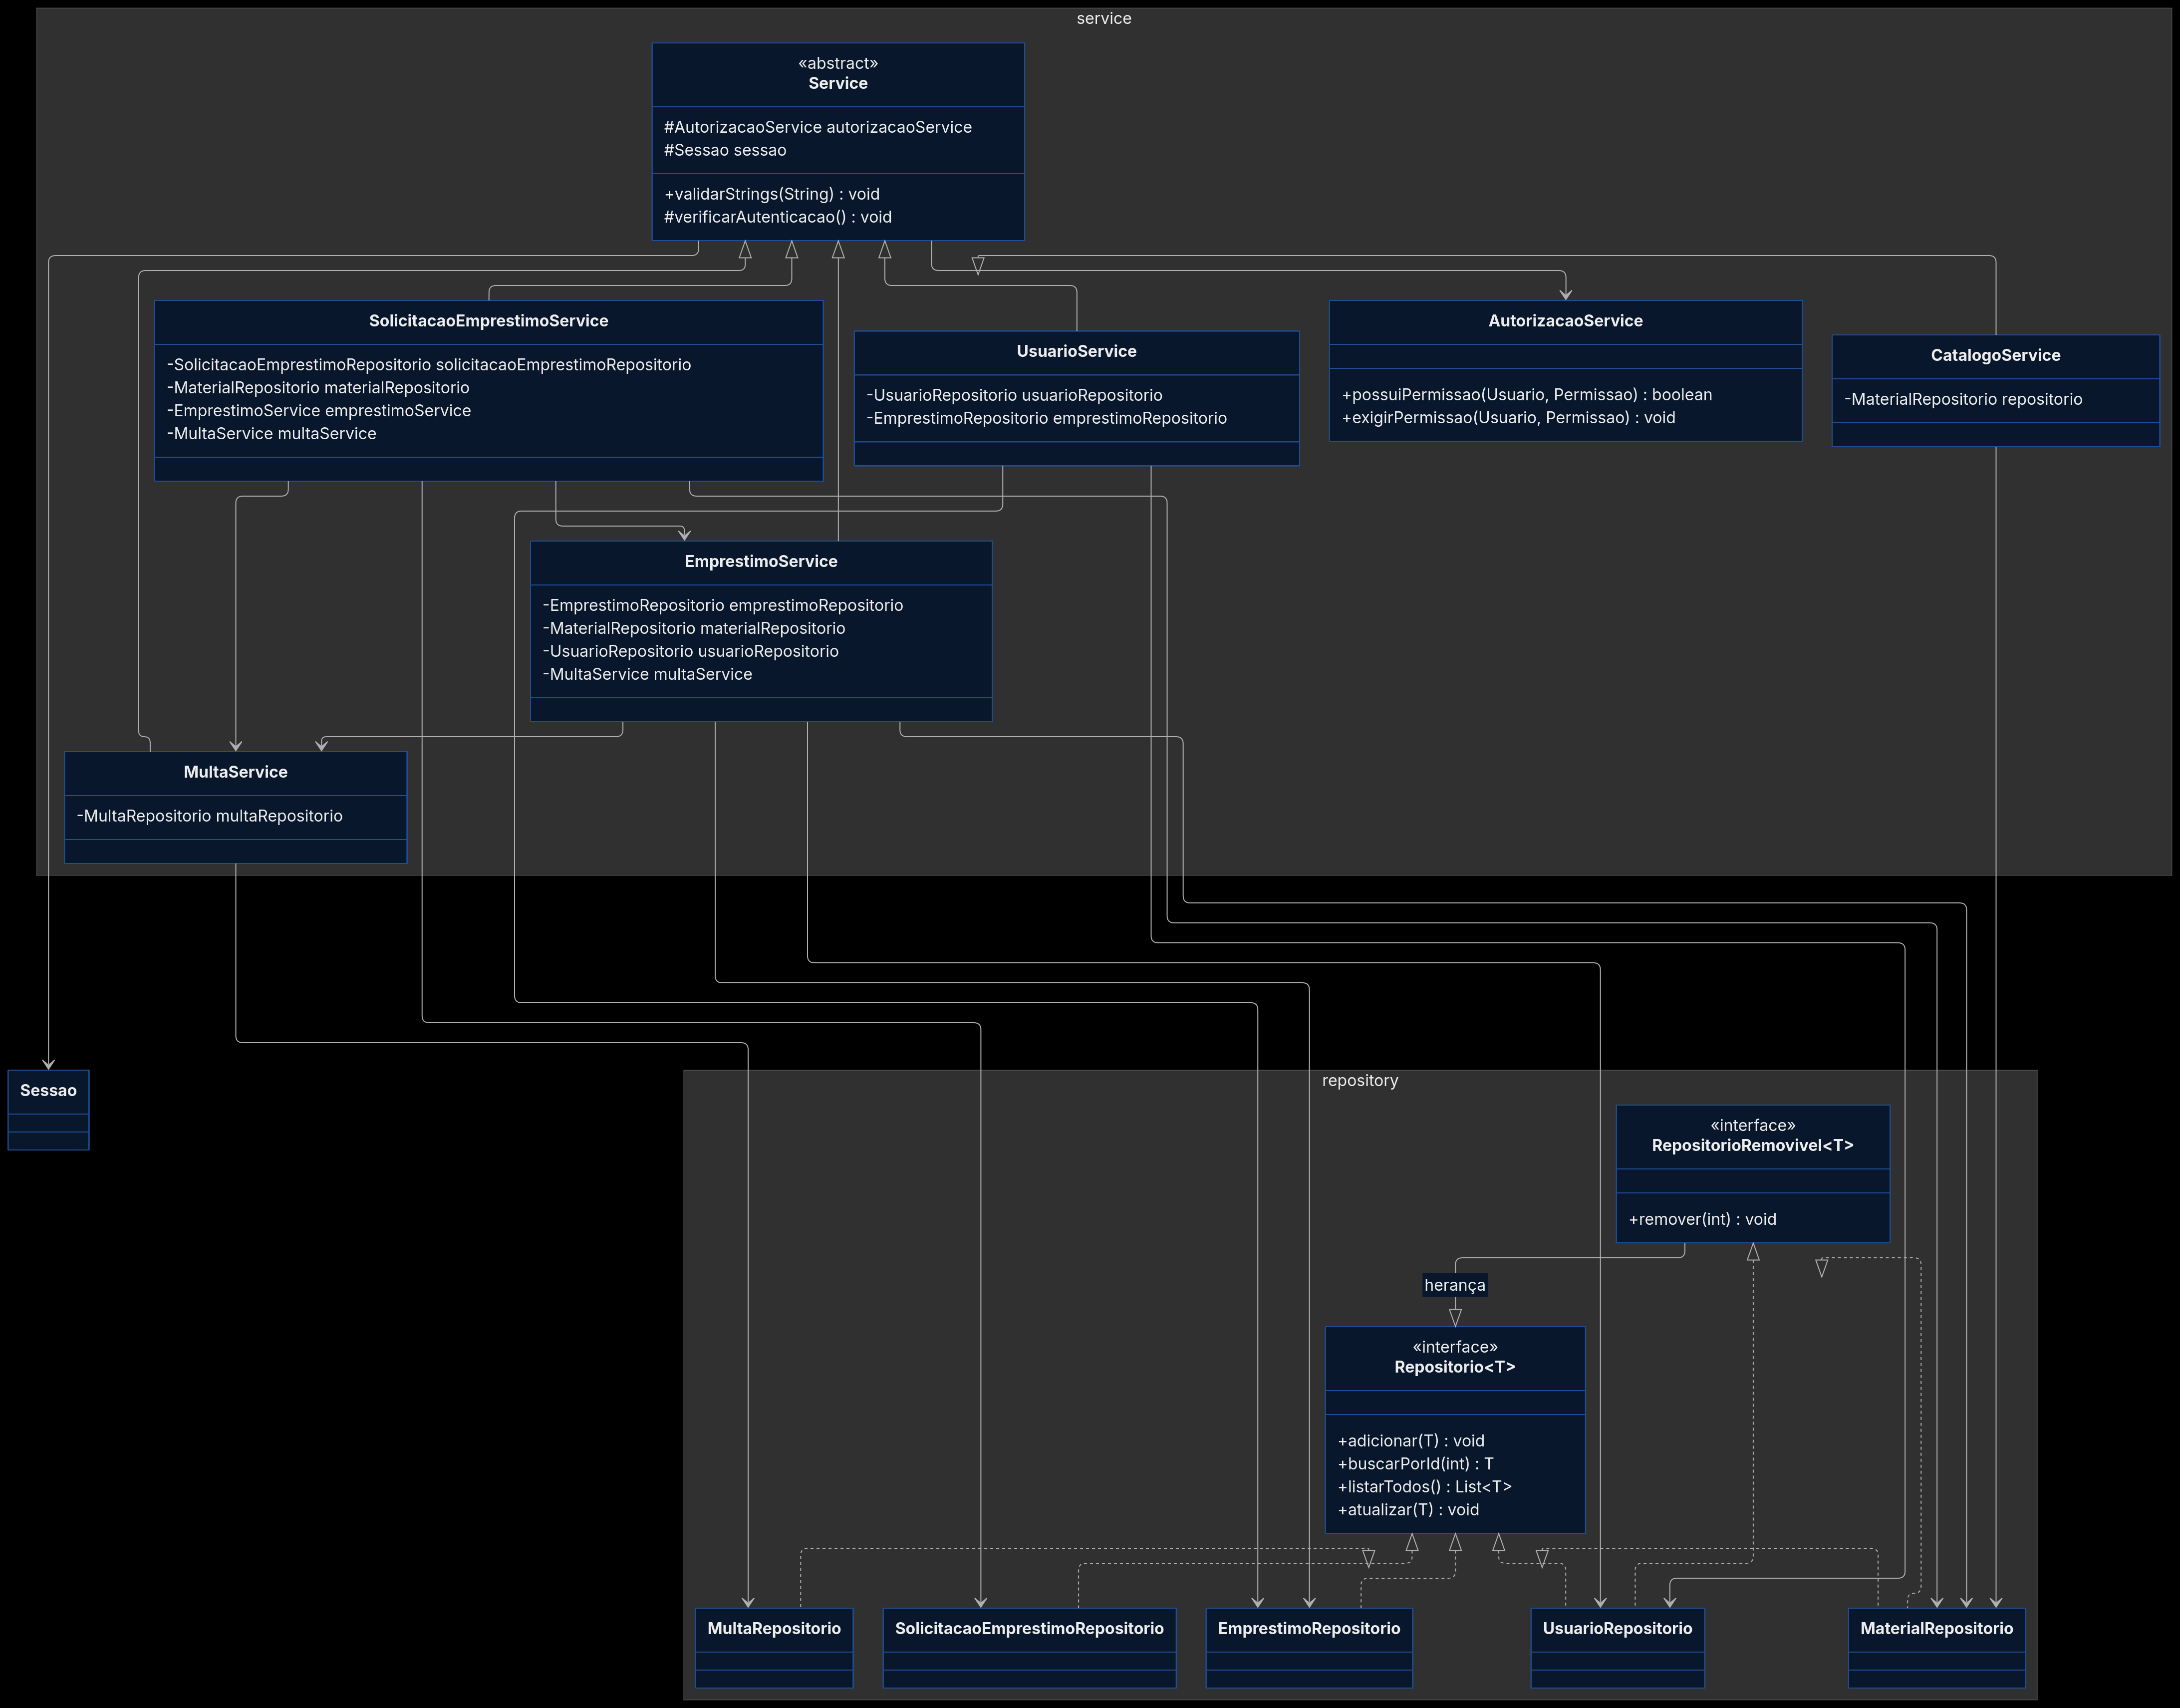 service
«abstract»
Service
#AutorizacaoService autorizacaoService
#Sessao sessao
+validarStrings(String) : void
#verificarAutenticacao() : void
SolicitacaoEmprestimoService
-SolicitacaoEmprestimoRepositorio solicitacaoEmprestimoRepositorio
-MaterialRepositorio materialRepositorio
-EmprestimoService emprestimoService
-MultaService multaService
UsuarioService
-UsuarioRepositorio usuarioRepositorio
-EmprestimoRepositorio emprestimoRepositorio
AutorizacaoService
+possuiPermissao(Usuario, Permissao) : boolean
+exigirPermissao(Usuario, Permissao) : void
CatalogoService
-MaterialRepositorio repositorio
EmprestimoService
-EmprestimoRepositorio emprestimoRepositorio
-MaterialRepositorio materialRepositorio
-UsuarioRepositorio usuarioRepositorio
-MultaService multaService
MultaService
-MultaRepositorio multaRepositorio
Sessao
repository
«interface»
RepositorioRemovivel<T>
+remover(int) : void
herança
«interface»
Repositorio<T>
+adicionar(T) : void
+buscarPorId(int) : T
+listarTodos() : List<T>
+atualizar(T) : void
MultaRepositorio
SolicitacaoEmprestimoRepositorio
EmprestimoRepositorio
UsuarioRepositorio
MaterialRepositorio